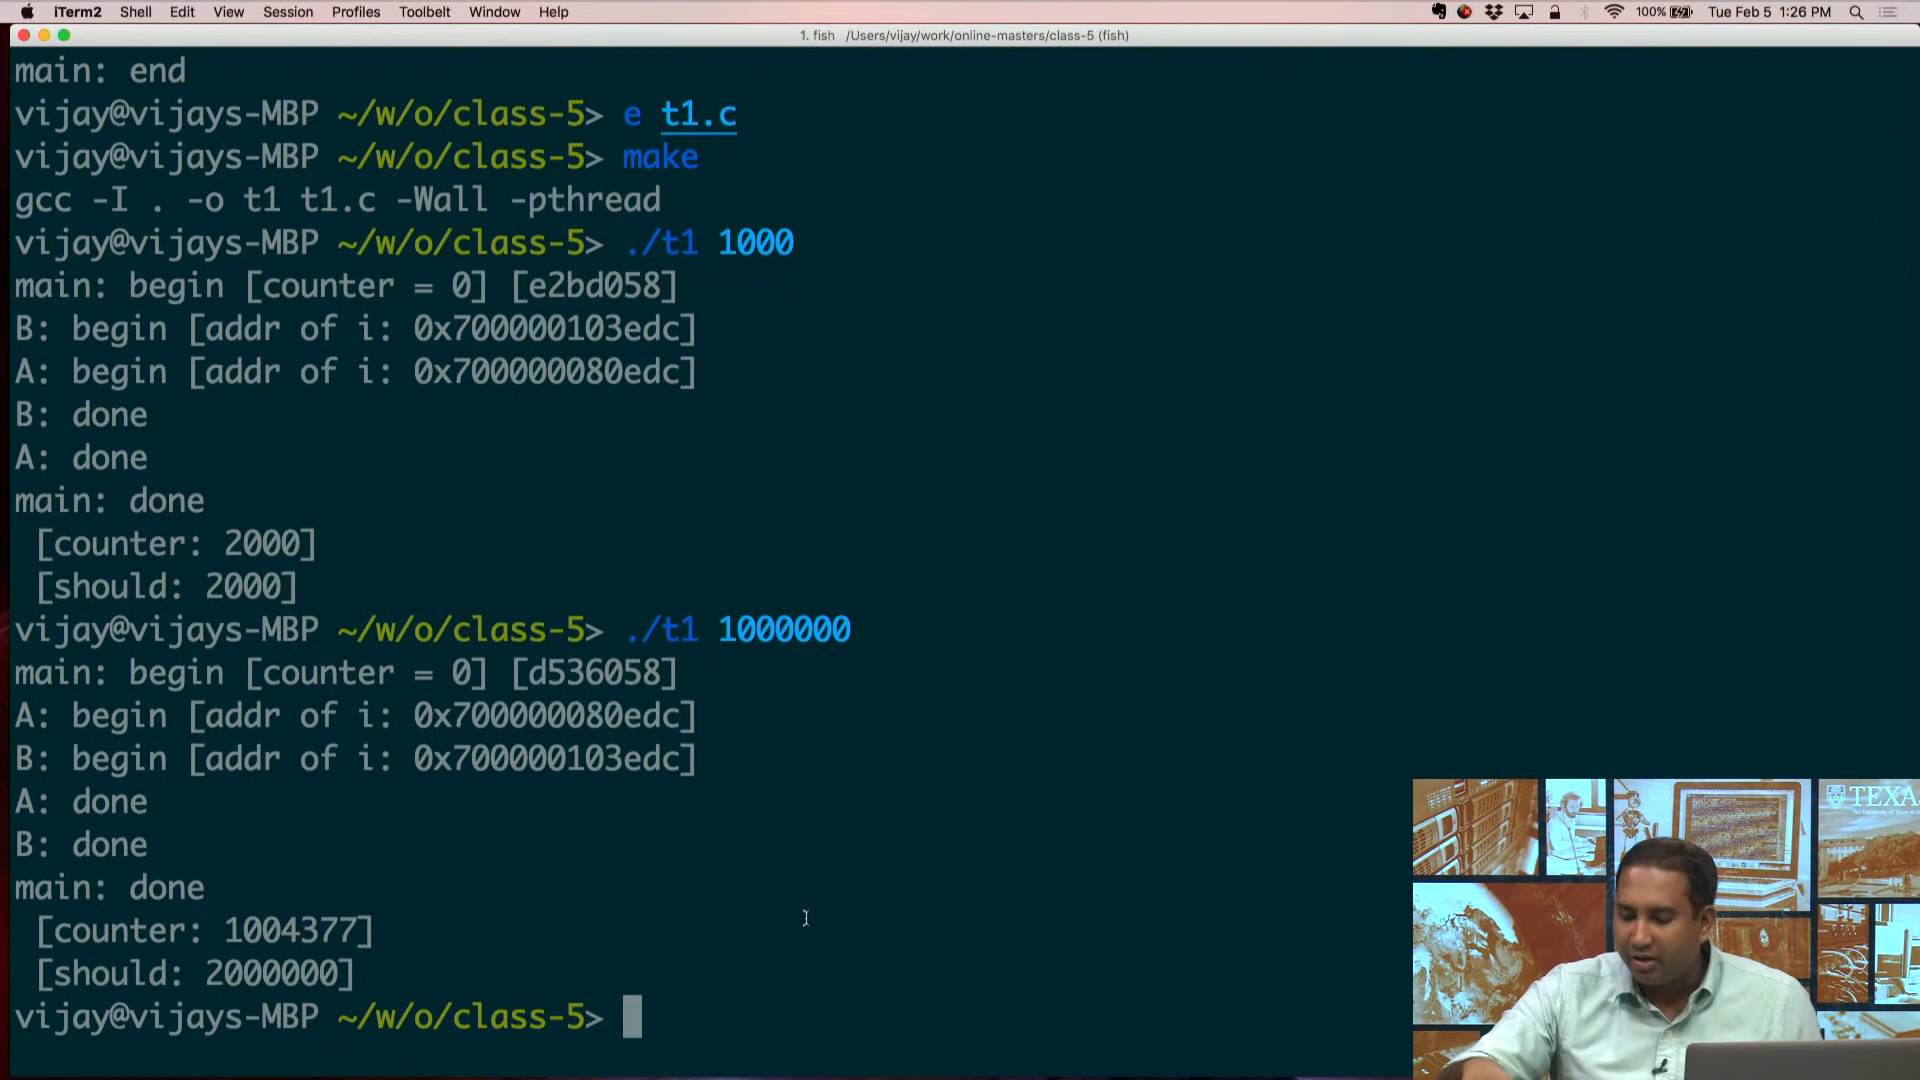 iTerm2 Shell Edit View Session Profiles Toolbelt Window Help 100% Tue Feb 5 1:26 PM
1. fish /Users/vijay/work/online-masters/class-5 (fish)
main: end
vijay@vijays-MBP ~/w/o/class-5> e t1.c
vijay@vijays-MBP ~/w/o/class-5> make
gcc -I . -o t1 t1.c -Wall -pthread
vijay@vijays-MBP ~/w/o/class-5> ./t1 1000
main: begin [counter = 0] [e2bd058]
B: begin [addr of i: 0x700000103edc]
A: begin [addr of i: 0x700000080edc]
B: done
A: done
main: done
[counter: 2000]
[should: 2000]
vijay@vijays-MBP ~/w/o/class-5> ./t1 1000000
main: begin [counter = 0] [d536058]
A: begin [addr of i: 0x700000080edc]
B: begin [addr of i: 0x700000103edc]
A: done
B: done
main: done
[counter: 1004377]
[should: 2000000]
vijay@vijays-MBP ~/w/o/class-5>
TEXA